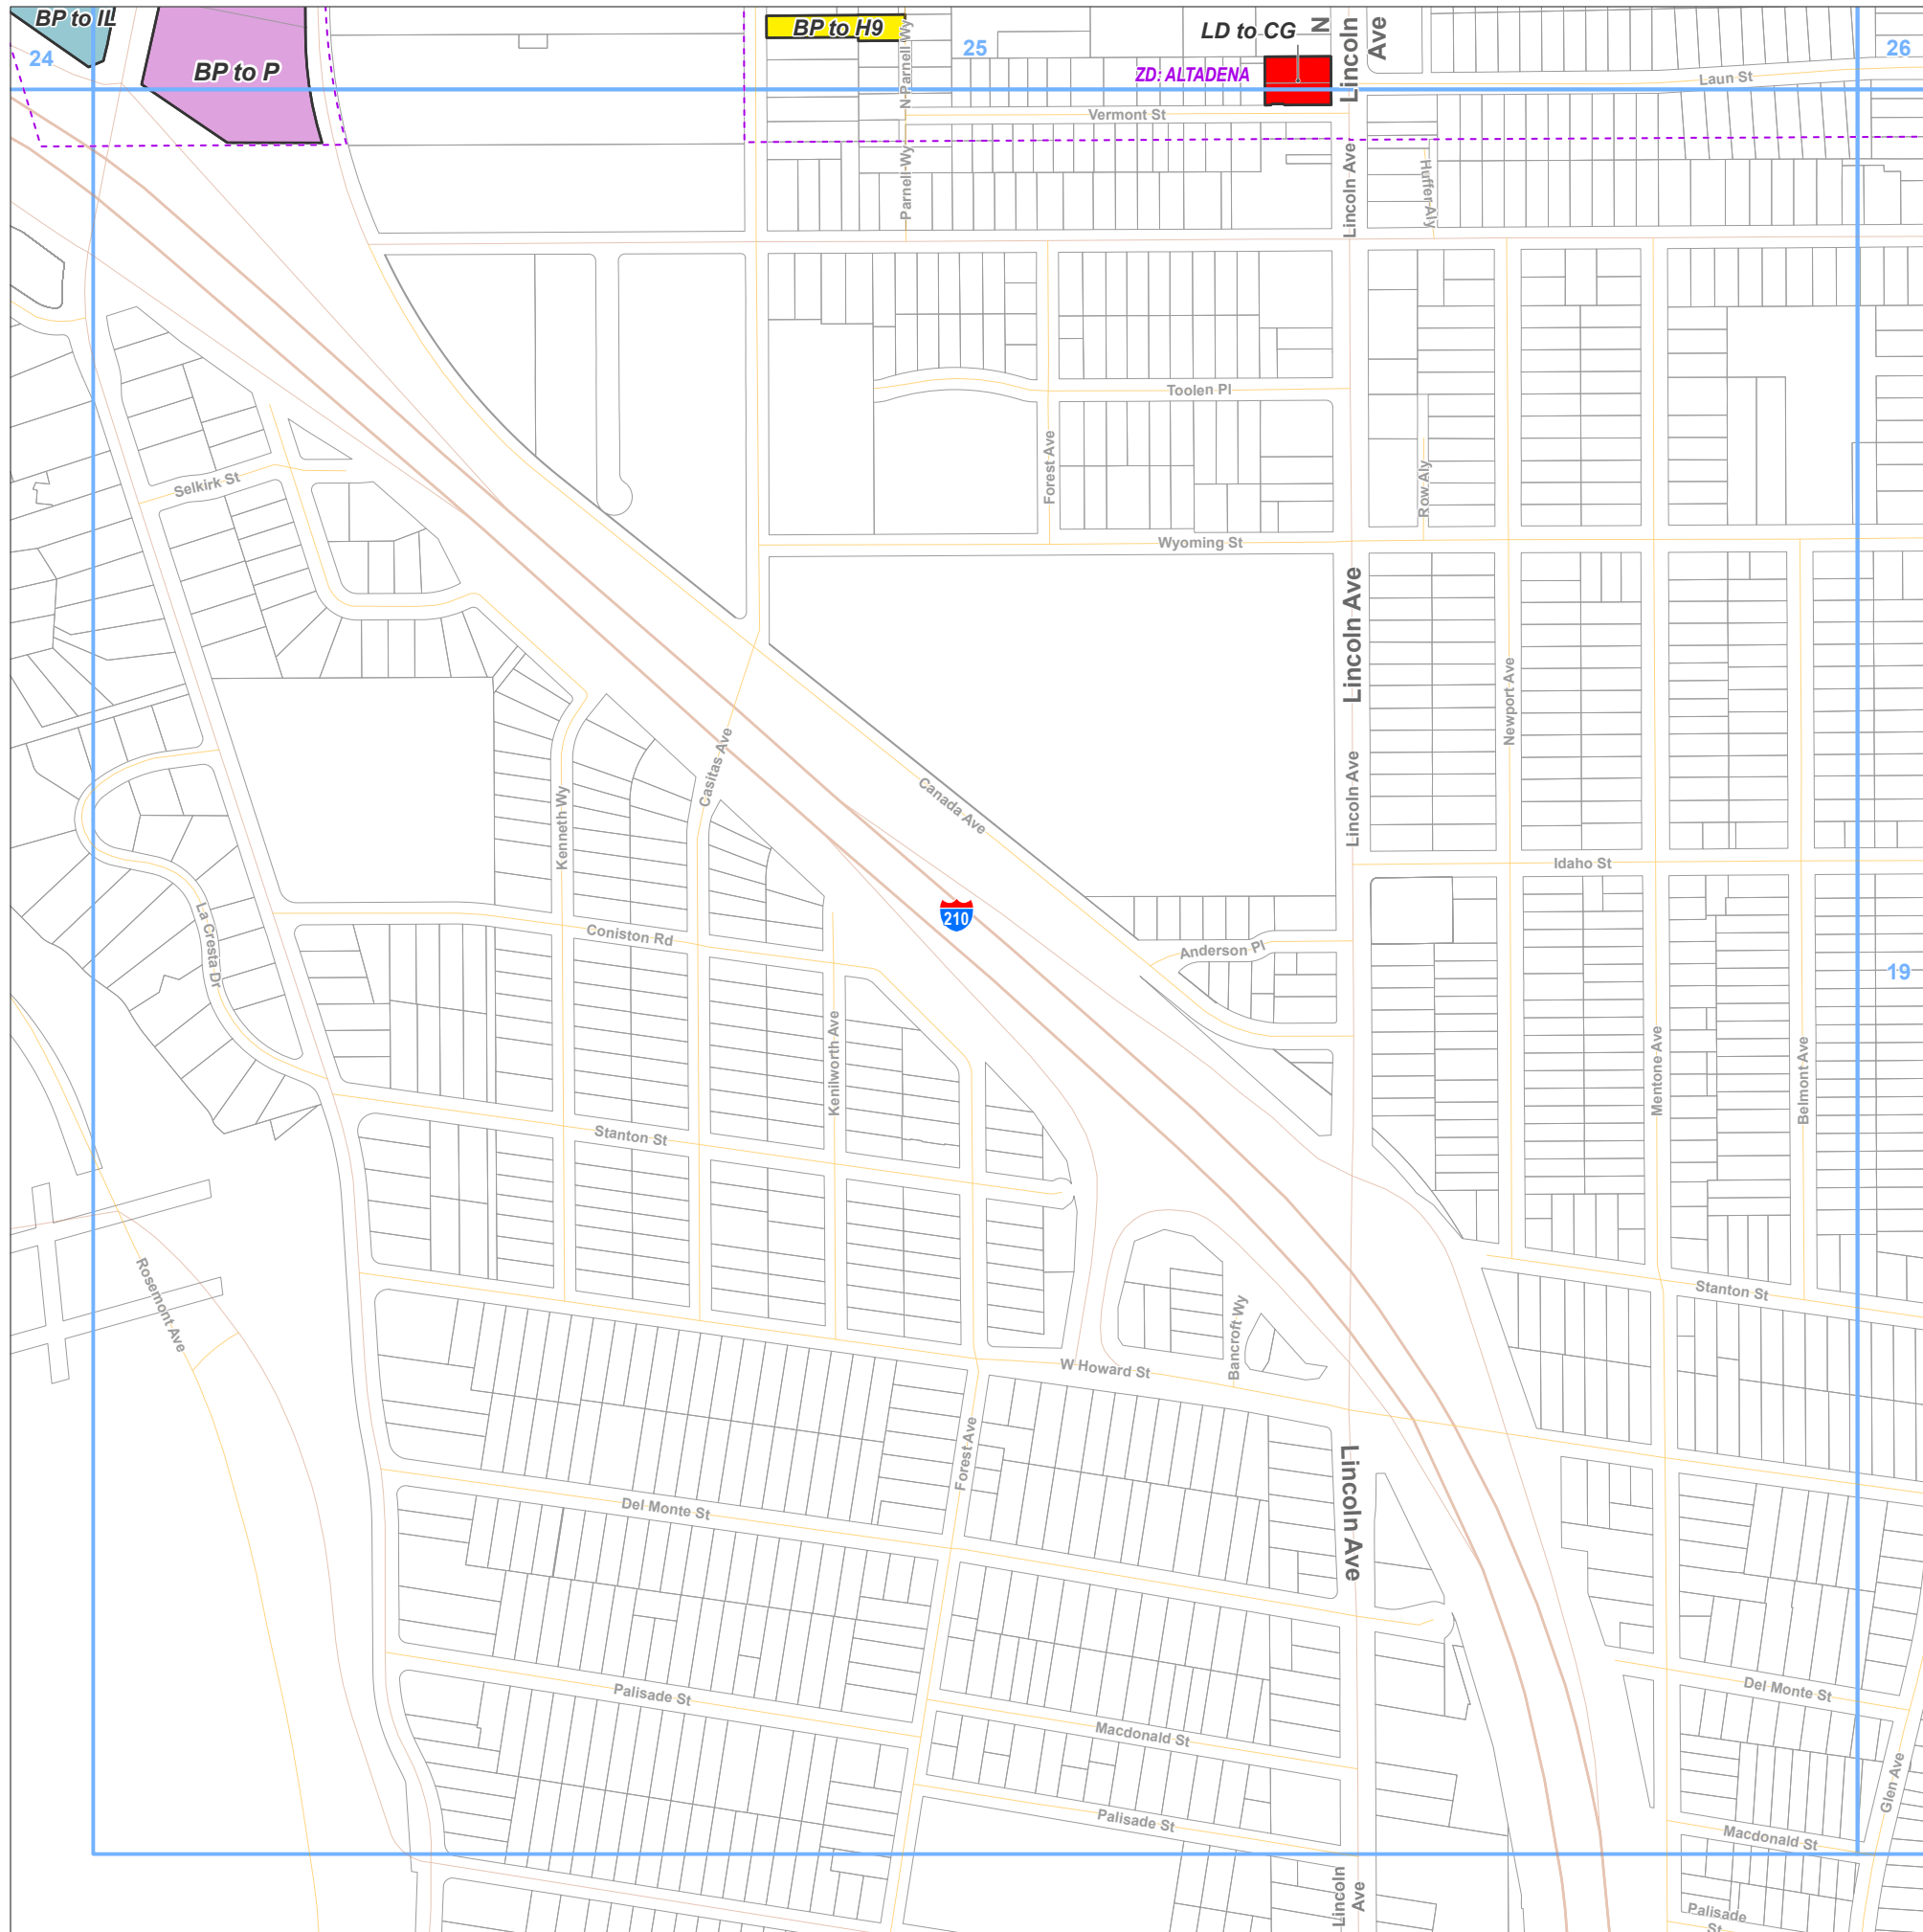 BP to IL
24
BP to P
BP to H9
N Parnell Wy
25
LD to CG
ZD: ALTADENA
N
Lincoln
Ave
26
Laun St
Vermont St
Parnell Wy
Lincoln Ave
Huffer Aly
Toolen Pl
Forest Ave
Row Aly
Selkirk St
Wyoming St
Lincoln Ave
Newport Ave
Casitas Ave
Canada Ave
Lincoln Ave
Kenneth Wy
Idaho St
La Cresta Dr
Coniston Rd
210
Anderson Pl
19
Kenilworth Ave
Mentone Ave
Belmont Ave
Stanton St
Rosemont Ave
Stanton St
Bancroft Wy
W Howard St
Forest Ave
Lincoln Ave
Del Monte St
Palisade St
Macdonald St
Del Monte St
Glen Ave
Palisade St
Macdonald St
Lincoln
Ave
Palisade
St